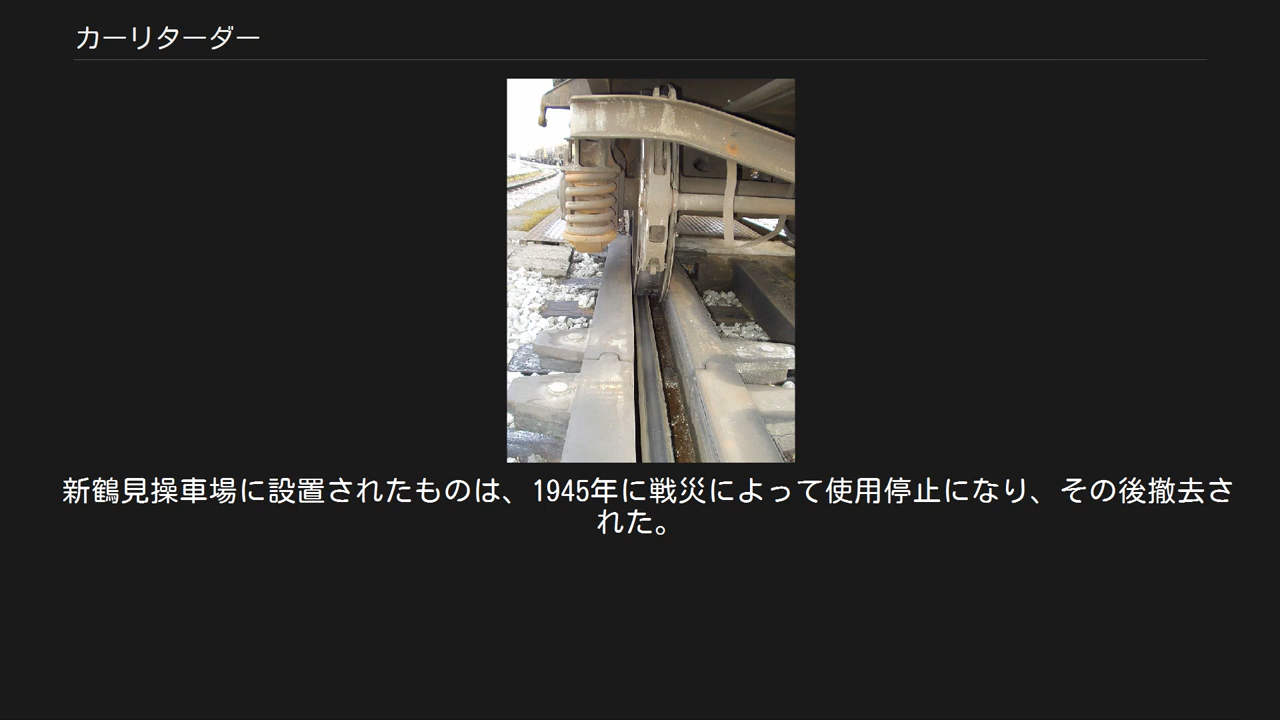 カーリターダー
新鶴見操車場に設置されたものは、1945年に戦災によって使用停止になり、その後撤去さ
れた。